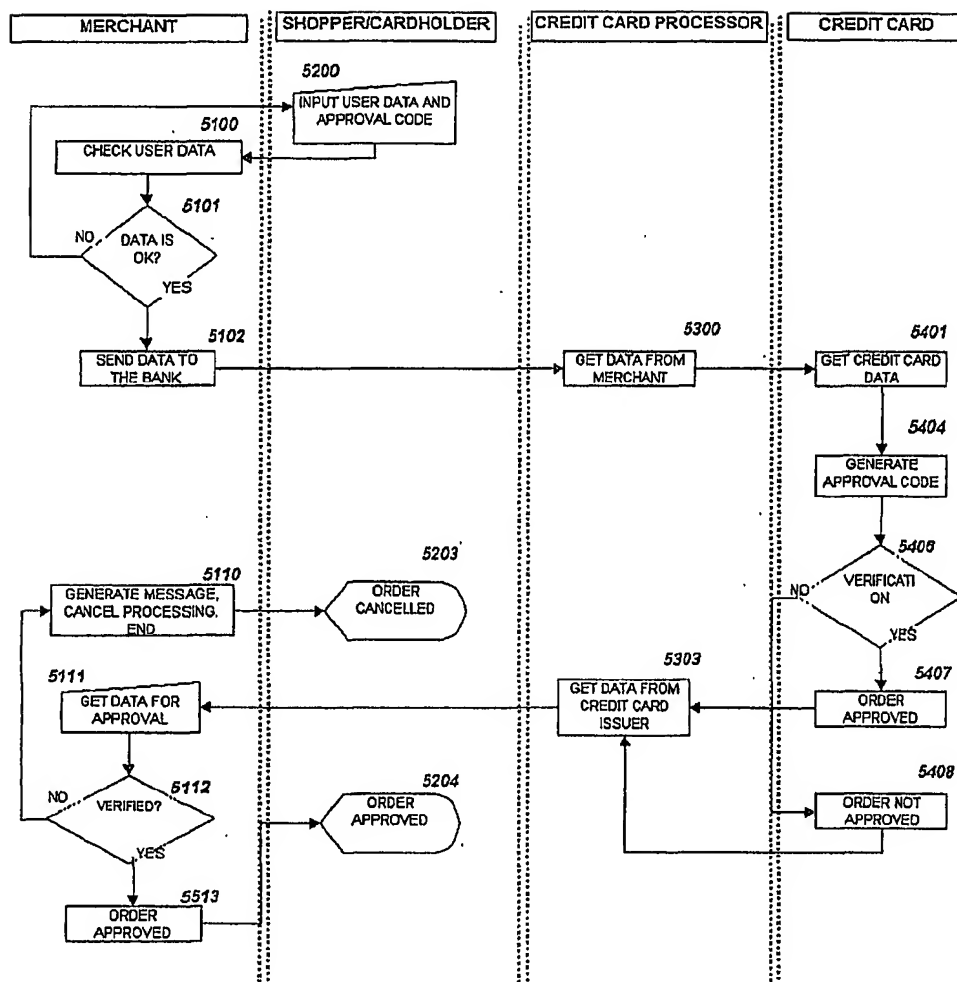 MERCHANT
SHOPPER/CARDHOLDER
CREDIT CARD PROCESSOR
CREDIT CARD
5200
INPUT USER DATA AND
APPROVAL CODE
5100
CHECK USER DATA
5101
NO
DATA IS
OK?
YES
5102
SEND DATA TO
THE BANK
5300
GET DATA FROM
MERCHANT
5401
GET CREDIT CARD
DATA
5404
GENERATE
APPROVAL CODE
5406
NO
VERIFICATI
ON
YES
5203
ORDER
CANCELLED
5110
GENERATE MESSAGE,
CANCEL PROCESSING,
END
5111
GET DATA FOR
APPROVAL
5303
GET DATA FROM
CREDIT CARD
ISSUER
5407
ORDER
APPROVED
5112
NO
VERIFIED?
YES
5204
ORDER
APPROVED
5408
ORDER NOT
APPROVED
5513
ORDER
APPROVED